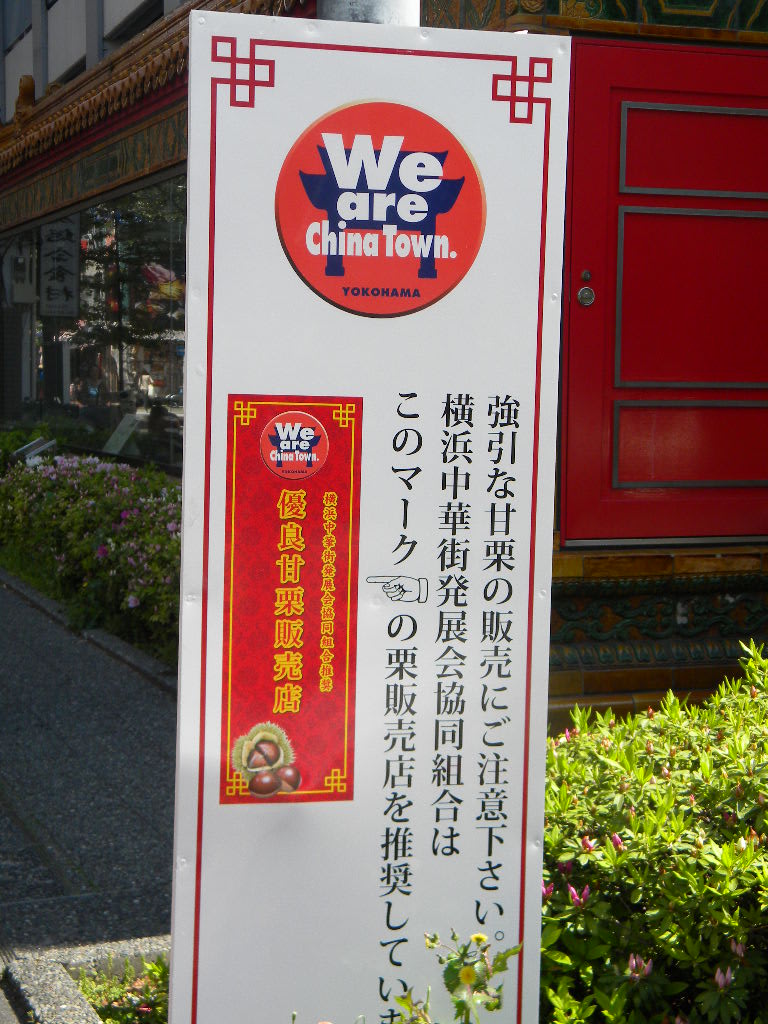 We
are
China Town.
YOKOHAMA
強引な甘栗の販売にご注意下さい。
横浜中華街発展会協同組合は
このマーク
の栗販売店を推奨していま
We
are
China Town.
YOKOHAMA
横浜中華街発展会協同組合推奨
優良甘栗販売店